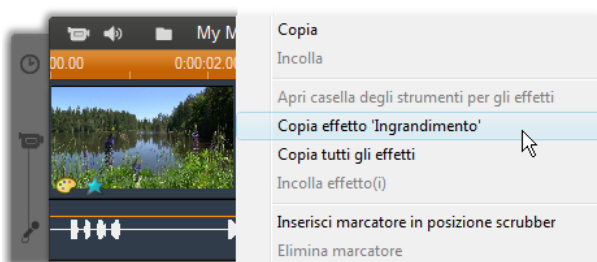 My M
00.00 0:00:02.0
Copia
Incolla
Apri casella degli strumenti per gli effetti
Copia effetto 'Ingrandimento'
Copia tutti gli effetti
Incolla effetto(i)
Inserisci marcatore in posizione scrubber
Elimina marcatore